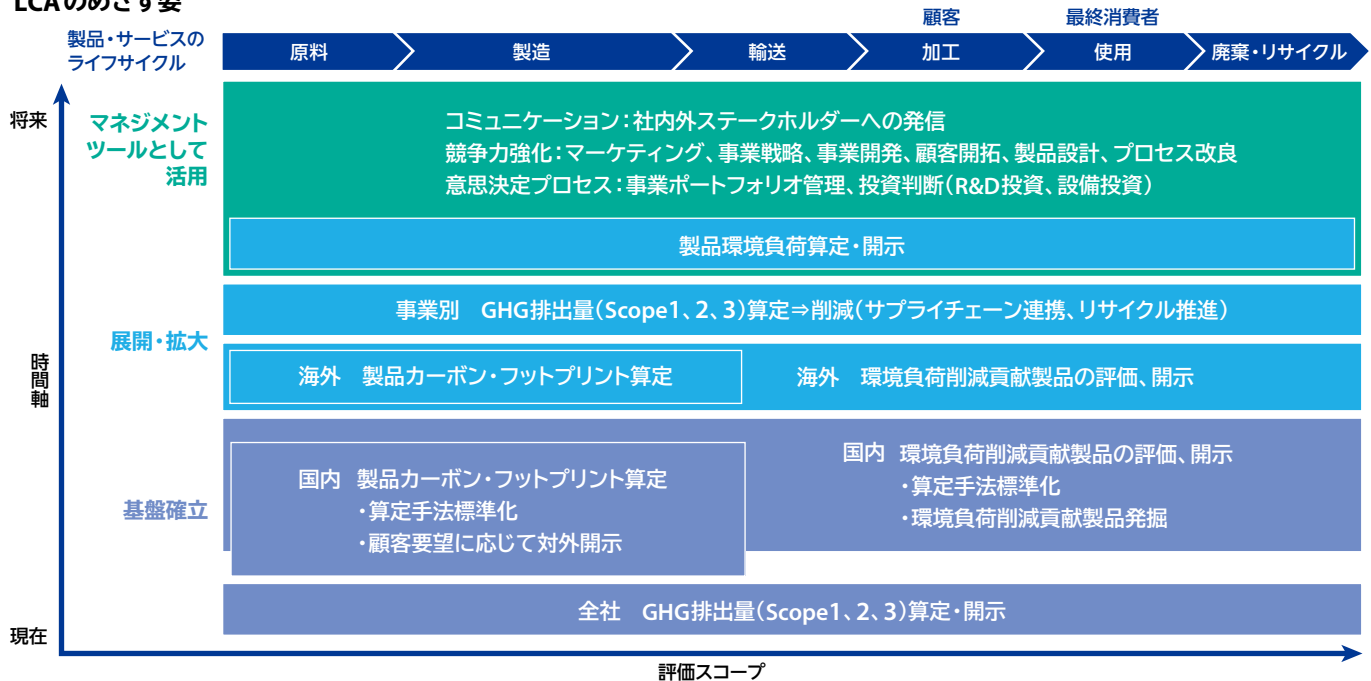 LCAのめざす姿
顧客
最終消費者
製品・サービスの
ライフサイクル
原料
製造
輸送
加工
使用
廃棄・リサイクル
将来
マネジメント
ツールとして
活用
コミュニケーション：社内外ステークホルダーへの発信
競争力強化：マーケティング、事業戦略、事業開発、顧客開拓、製品設計、プロセス改良
意思決定プロセス：事業ポートフォリオ管理、投資判断（R&D投資、設備投資）
製品環境負荷算定・開示
時間軸
展開・拡大
事業別　GHG排出量（Scope1、2、3）算定⇒削減（サプライチェーン連携、リサイクル推進）
海外　製品カーボン・フットプリント算定
海外　環境負荷削減貢献製品の評価、開示
基盤確立
国内　製品カーボン・フットプリント算定
・算定手法標準化
・顧客要望に応じて対外開示
国内　環境負荷削減貢献製品の評価、開示
・算定手法標準化
・環境負荷削減貢献製品発掘
全社　GHG排出量（Scope1、2、3）算定・開示
現在
評価スコープ